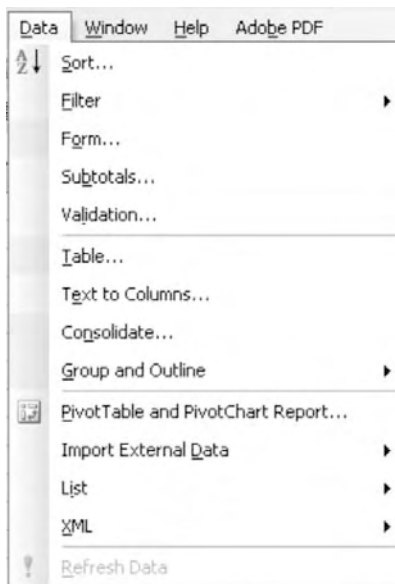 Data Window Help Adobe PDF
A Z Sort...
Filter
Form...
Subtotals...
Validation...
Table...
Text to Columns...
Consolidate...
Group and Outline
PivotTable and PivotChart Report...
Import External Data
List
XML
Refresh Data